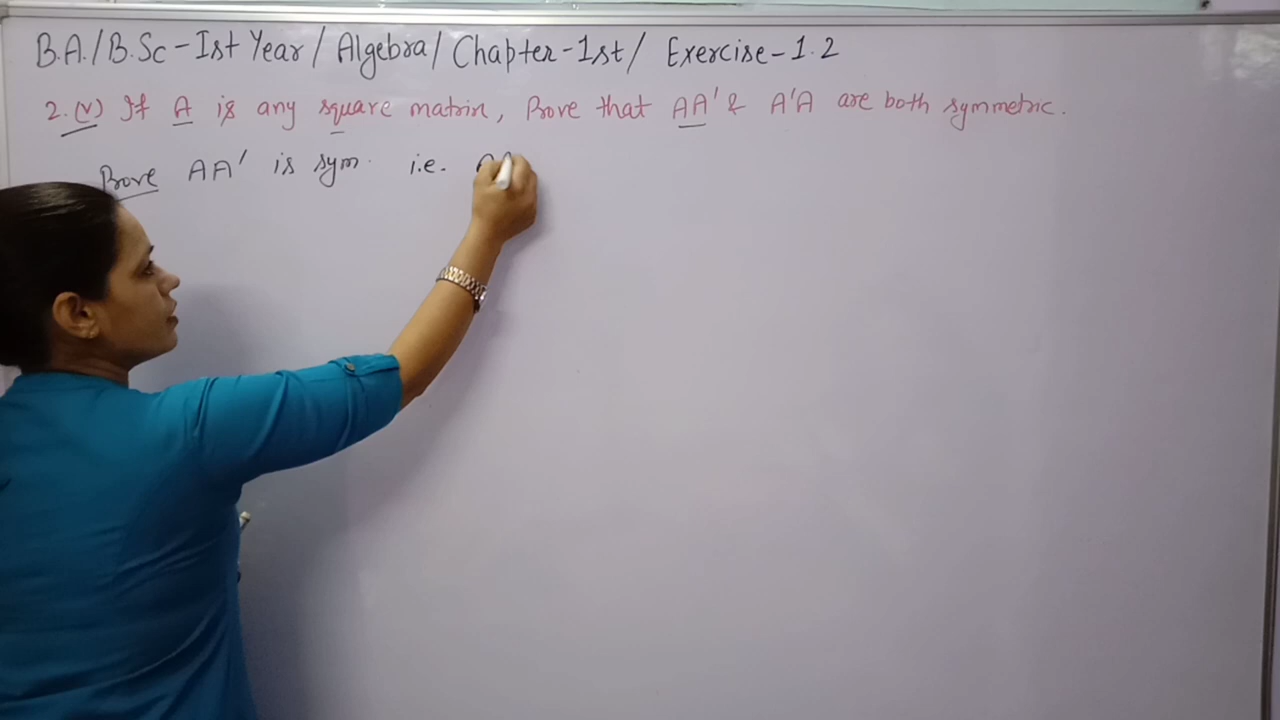 B.A./B.Sc-Ist Year/Algebra/Chapter-1st/ Exercise-1.2
2.(v) If A is any square matrix, Prove that AA' & A'A are both symmetric.
Prove AA' is sym. i.e.